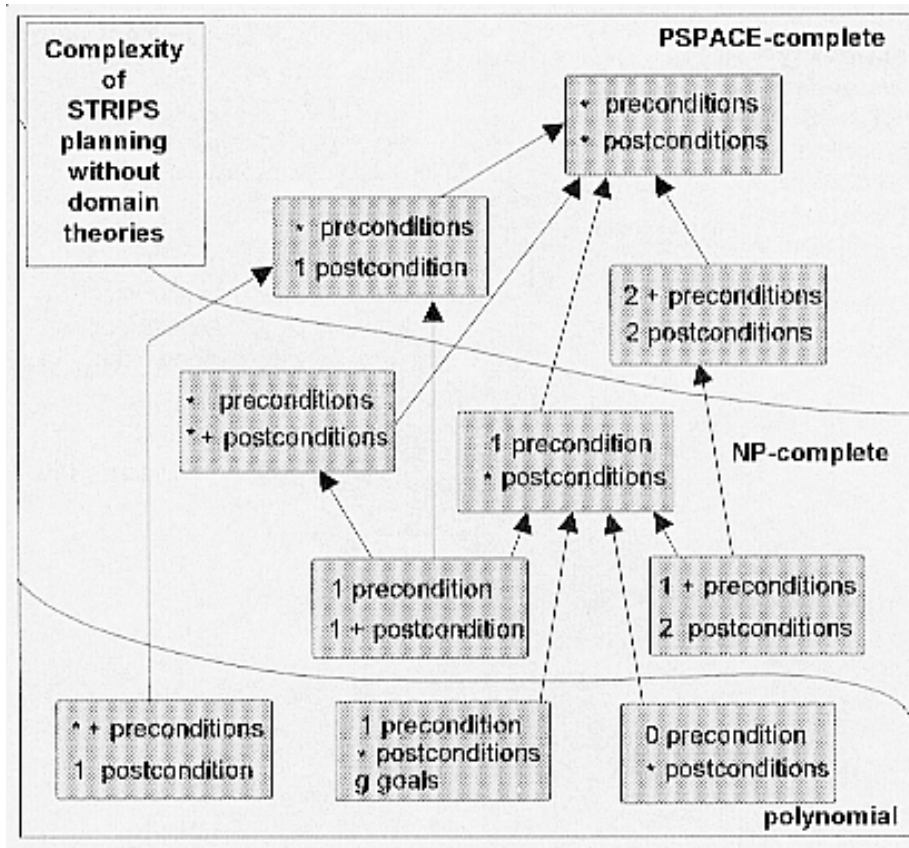 Complexity
of
STRIPS
planning
without
domain
theories
PSPACE-complete
* preconditions
* postconditions
* preconditions
1 postcondition
2 + preconditions
2 postconditions
* preconditions
* + postconditions
1 precondition
* postconditions
NP-complete
1 precondition
1 + postcondition
1 + preconditions
2 postconditions
* + preconditions
1 postcondition
1 precondition
* postconditions
g goals
0 precondition
* postconditions
polynomial